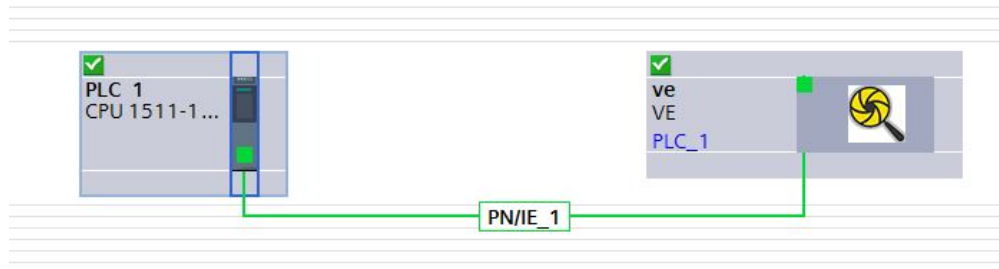 PLC_1
CPU 1511-1 ...
ve
VE
PLC_1
PN/IE_1